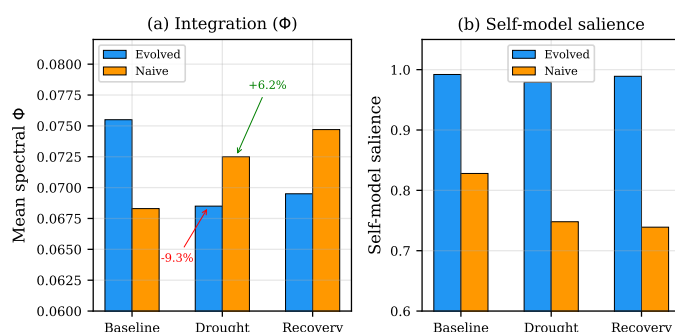 (a) Integration (Φ)
Mean spectral Φ
0.0800
0.0775
0.0750
0.0725
0.0700
0.0675
0.0650
0.0625
0.0600
Evolved
Naive
+6.2%
-9.3%
Baseline
Drought
Recovery
(b) Self-model salience
Self-model salience
1.0
0.9
0.8
0.7
0.6
Evolved
Naive
Baseline
Drought
Recovery